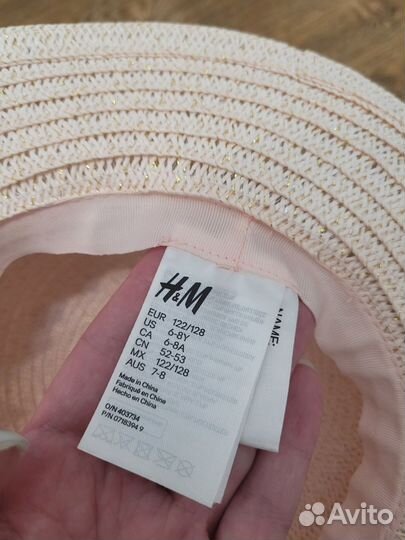 H&M
EUR 122/128
US 6-8Y
CA 6-8A
CN 52-53
MX 122/128
AUS 7-8
Made in China
Fabriqué en Chine
Hecho en China
O/N 403734
P/N 0718394 9
NAME:
Avito